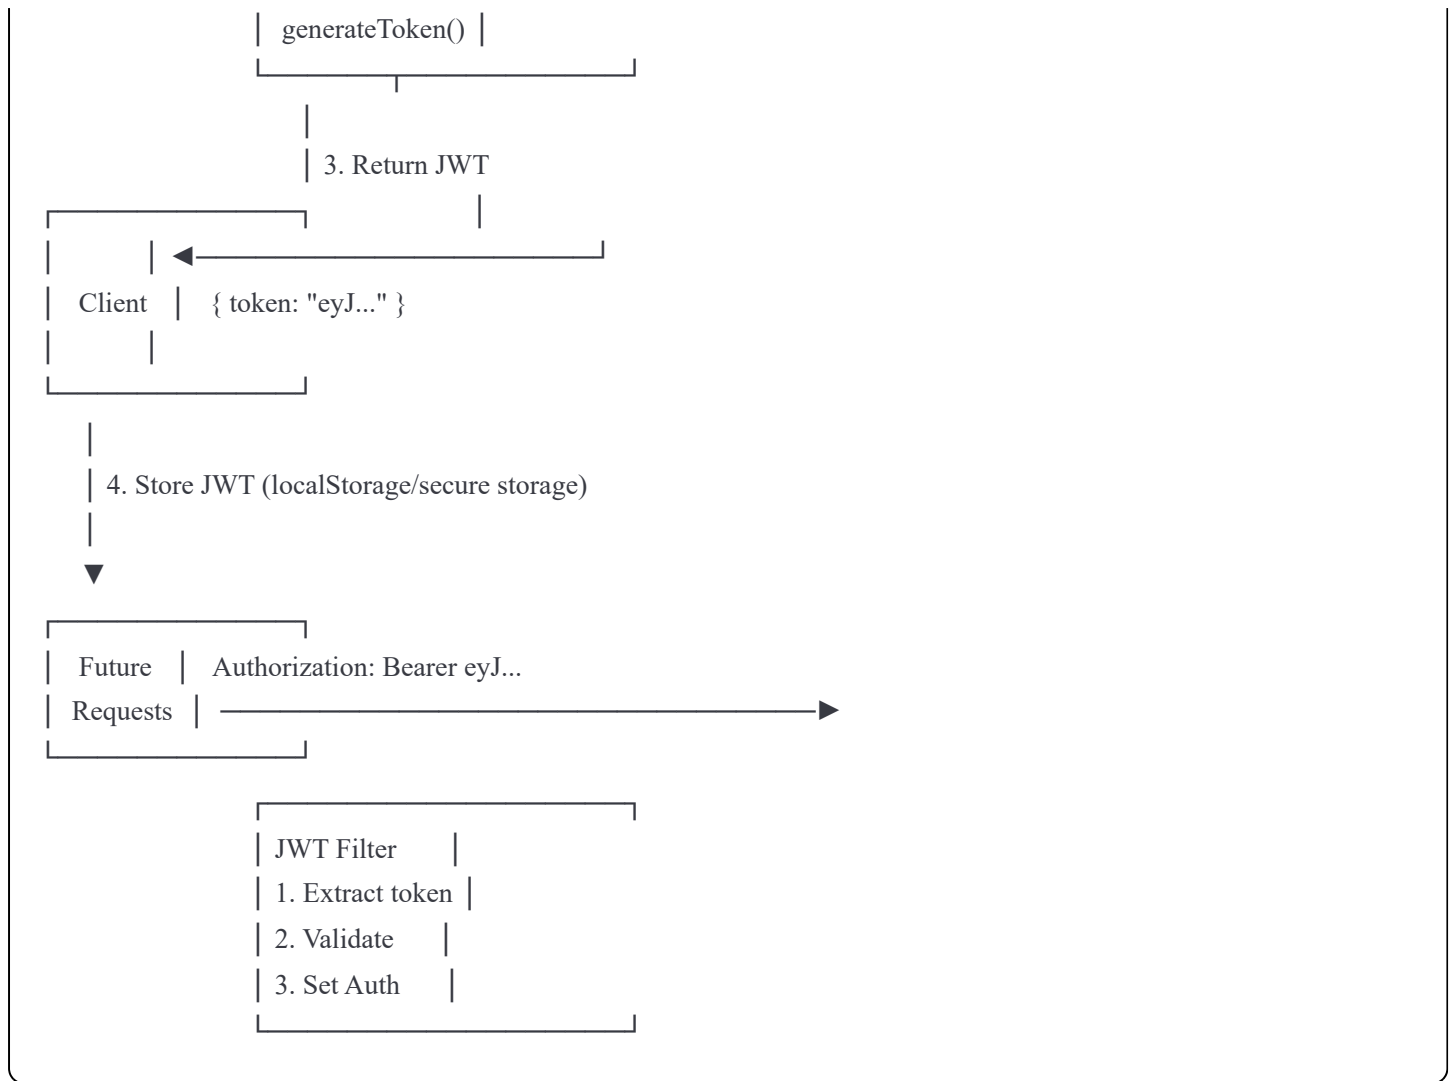 generateToken()
3. Return JWT
Client { token: "eyJ..." }
4. Store JWT (localStorage/secure storage)
Future Authorization: Bearer eyJ...
Requests
JWT Filter
1. Extract token
2. Validate
3. Set Auth